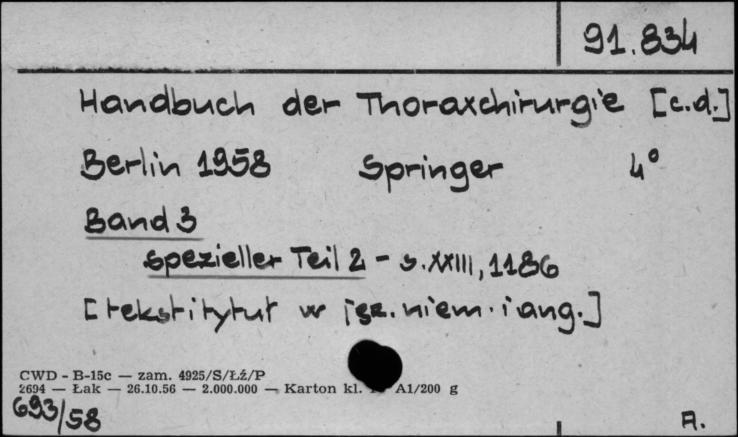 91.834
Handbuch der Thoraxchirurgie [c.d.]
Berlin 1958 Springer 4°
Band 3
Spezieller Teil 2 - s. XXIII, 1186
[tekst i tytuł w jęz. niem. i ang.]
CWD - B-15c — zam. 4925/S/ŁŹ/P
2694 — Łak — 26.10.56 — 2.000.000 — Karton kl. A1/200 g
693/58
A.